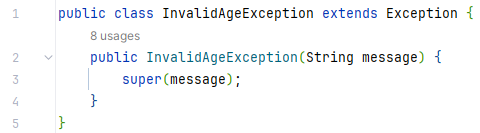 1 public class InvalidAgeException extends Exception {
8 usages
2 public InvalidAgeException(String message) {
3 super(message);
4 }
5 }